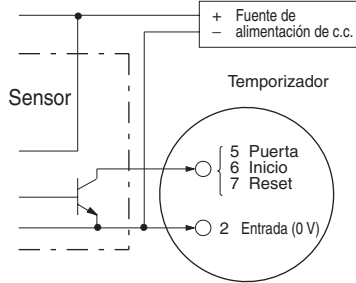 + Fuente de
− alimentación de c.c.
Temporizador
Sensor
5 Puerta
6 Inicio
7 Reset
2 Entrada (0 V)